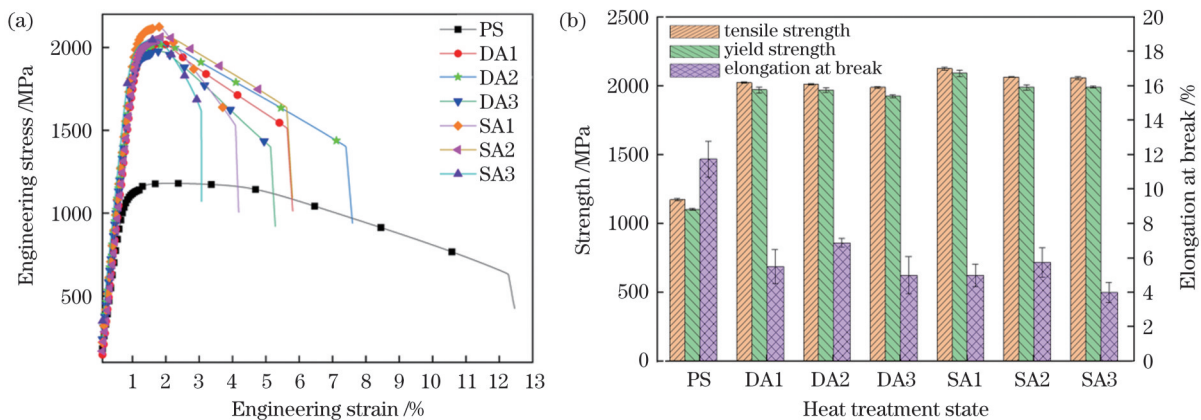 (a)
Engineering stress /MPa
2000
1500
1000
500
1 2 3 4 5 6 7 8 9 10 11 12 13
Engineering strain /%
PS
DA1
DA2
DA3
SA1
SA2
SA3
(b)
Strength /MPa
2500
2000
1500
1000
500
0
tensile strength
yield strength
elongation at break
20
18
16
14
12
10
8
6
4
2
0
Elongation at break /%
PS DA1 DA2 DA3 SA1 SA2 SA3
Heat treatment state